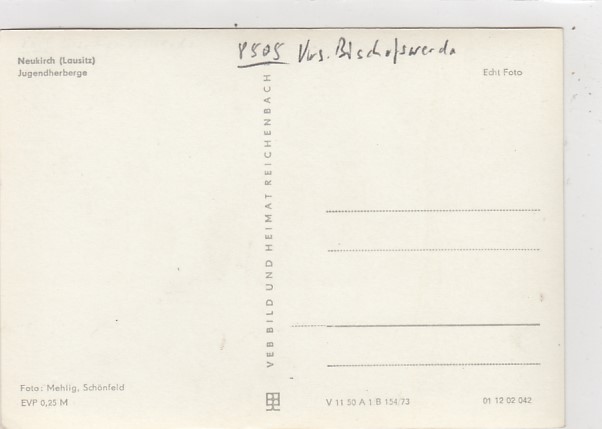 8505 Krs. Bischofswerda
Neukirch (Lausitz)
Jugendherberge
Echt Foto
VEB BILD UND HEIMAT REICHENBACH
Foto: Mehlig, Schönfeld
EVP 0,25 M
V 11 50 A 1/B 154/73
01 12 02 042